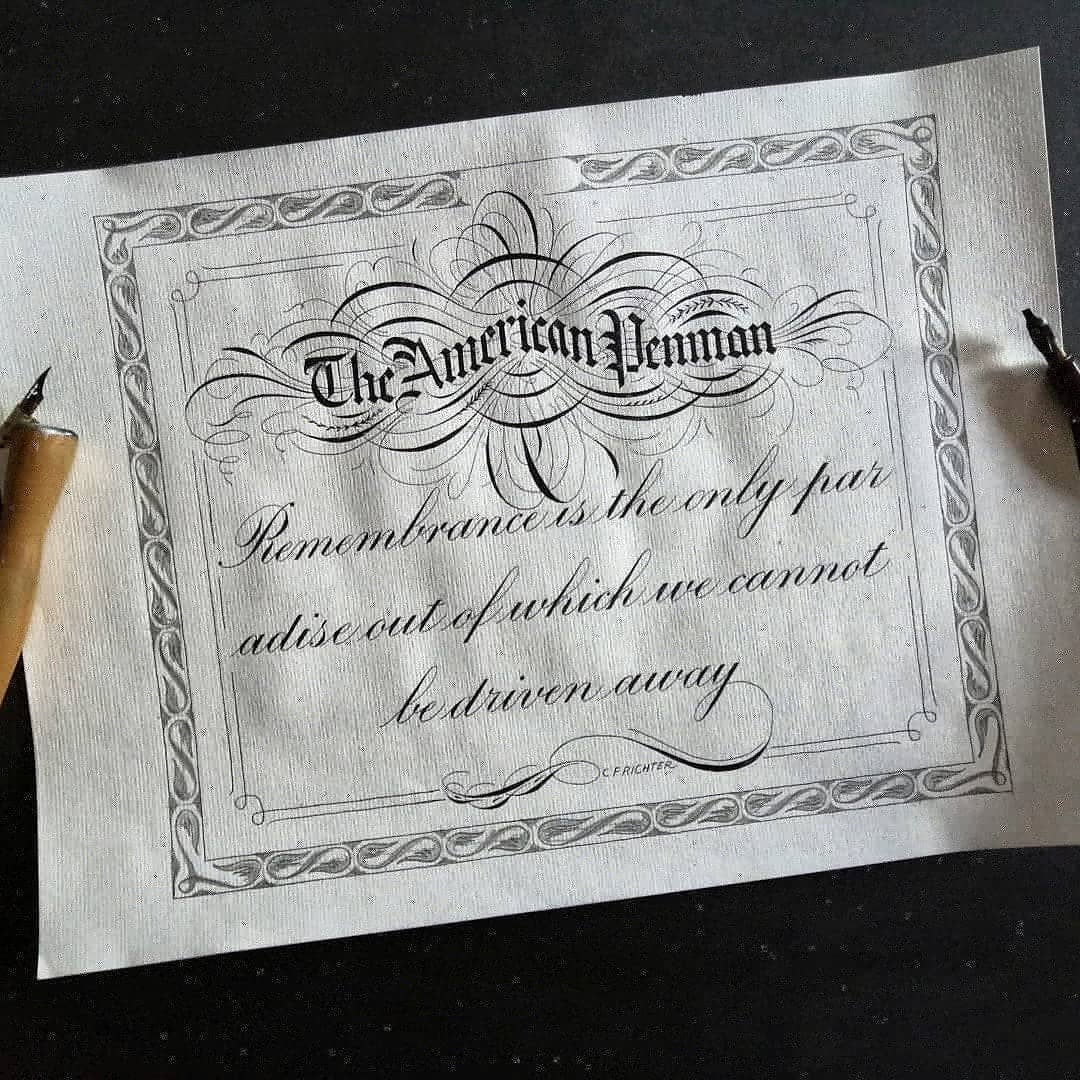 The American Penman
Remembrance is the only par
adise out of which we cannot
be driven away
C.F.RICHTER